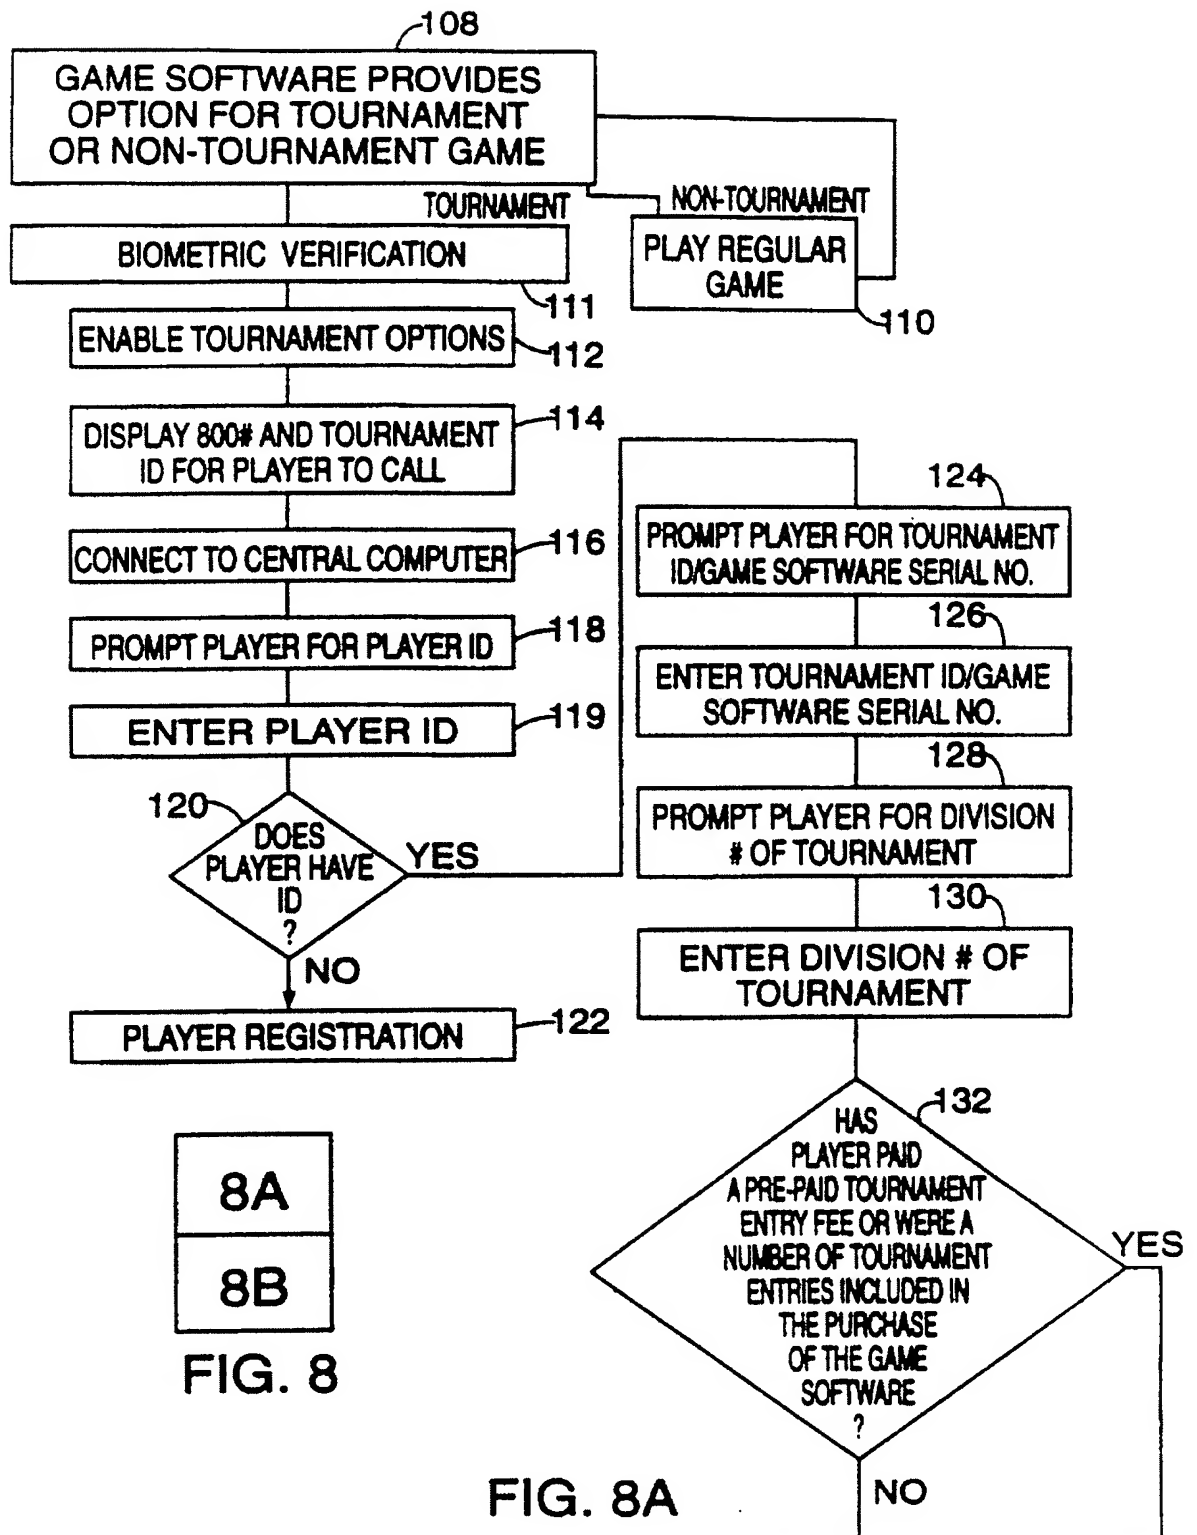 108
GAME SOFTWARE PROVIDES
OPTION FOR TOURNAMENT
OR NON-TOURNAMENT GAME
TOURNAMENT
NON-TOURNAMENT
BIOMETRIC VERIFICATION
111
PLAY REGULAR
GAME
110
ENABLE TOURNAMENT OPTIONS
112
DISPLAY 800# AND TOURNAMENT
ID FOR PLAYER TO CALL
114
CONNECT TO CENTRAL COMPUTER
116
PROMPT PLAYER FOR PLAYER ID
118
ENTER PLAYER ID
119
120
DOES
PLAYER HAVE
ID
?
YES
NO
PLAYER REGISTRATION
122
124
PROMPT PLAYER FOR TOURNAMENT
ID/GAME SOFTWARE SERIAL NO.
126
ENTER TOURNAMENT ID/GAME
SOFTWARE SERIAL NO.
128
PROMPT PLAYER FOR DIVISION
# OF TOURNAMENT
130
ENTER DIVISION # OF
TOURNAMENT
132
HAS
PLAYER PAID
A PRE-PAID TOURNAMENT
ENTRY FEE OR WERE A
NUMBER OF TOURNAMENT
ENTRIES INCLUDED IN
THE PURCHASE
OF THE GAME
SOFTWARE
?
YES
NO
8A
8B
FIG. 8
FIG. 8A